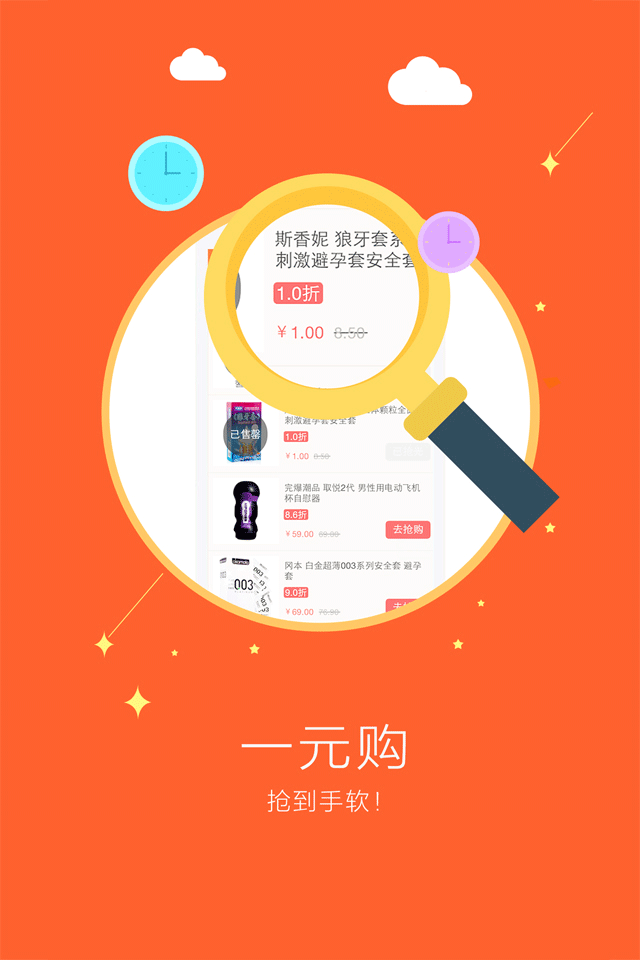 斯香妮 狼牙套系
刺激避孕套安全套
1.0折
¥1.00 8.50
已售罄
颗粒全
刺激避孕套安全套
1.0折
¥1.00 8.50
完爆潮品 取悦2代 男性用电动飞机
杯自慰器
8.6折
¥59.00 69.00
去抢购
冈本 白金超薄003系列安全套 避孕
套
003
9.0折
¥69.00 76.90
去
一元购
抢到手软!